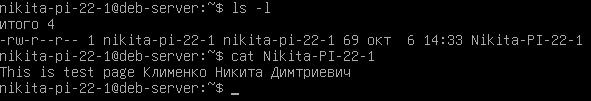 nikita-pi-22-1@deb-server:~$ ls -l
итого 4
-rw-r--r-- 1 nikita-pi-22-1 nikita-pi-22-1 69 окт  6 14:33 Nikita-PI-22-1
nikita-pi-22-1@deb-server:~$ cat Nikita-PI-22-1
This is test page Клименко Никита Димтриевич
nikita-pi-22-1@deb-server:~$ _